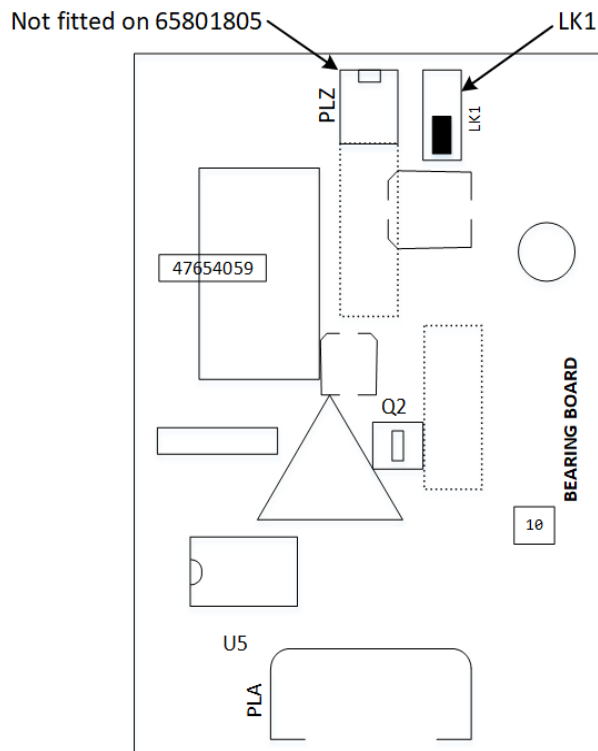 Not fitted on 65801805
LK1
PLZ
LK1
47654059
Q2
BEARING BOARD
10
U5
PLA